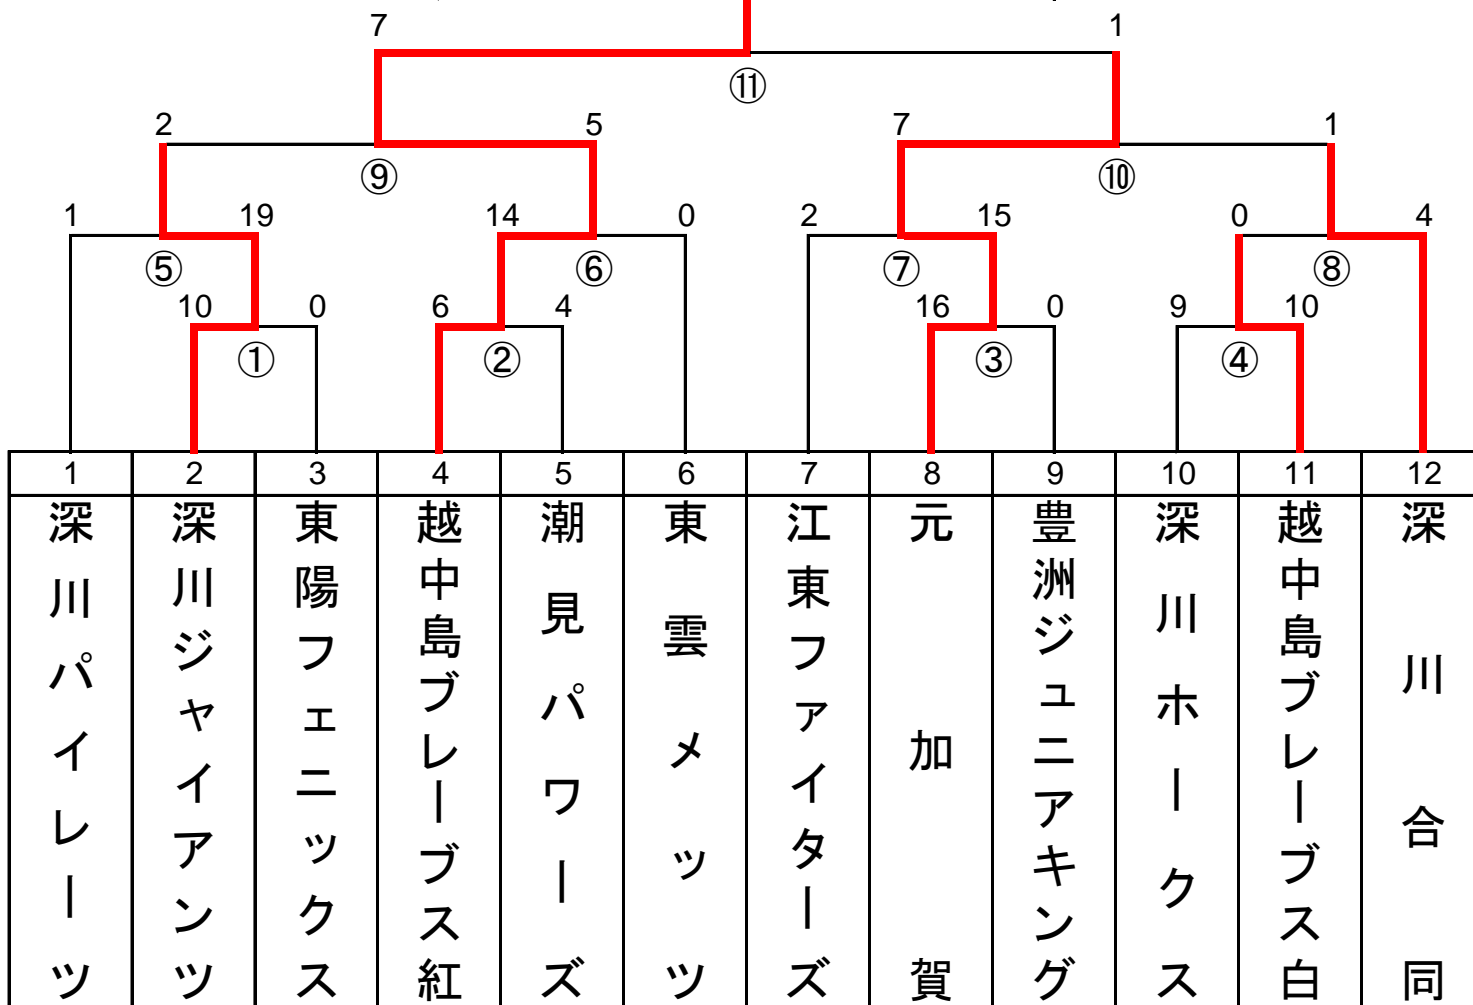 7 1
⑪
2 5 7 1
⑨ ⑩
1 19 14 0 2 15 0 4
⑤ ⑥ ⑦ ⑧
10 0 6 4 16 0 9 10
① ② ③ ④
1 2 3 4 5 6 7 8 9 10 11 12
深川パイレーツ
深川ジャイアンツ
東陽フェニックス
越中島ブレーブス紅
潮見パワーズ
東雲メッツ
江東ファイターズ
元加賀
豊洲ジュニアキング
深川ホークス
越中島ブレーブス白
深川合同